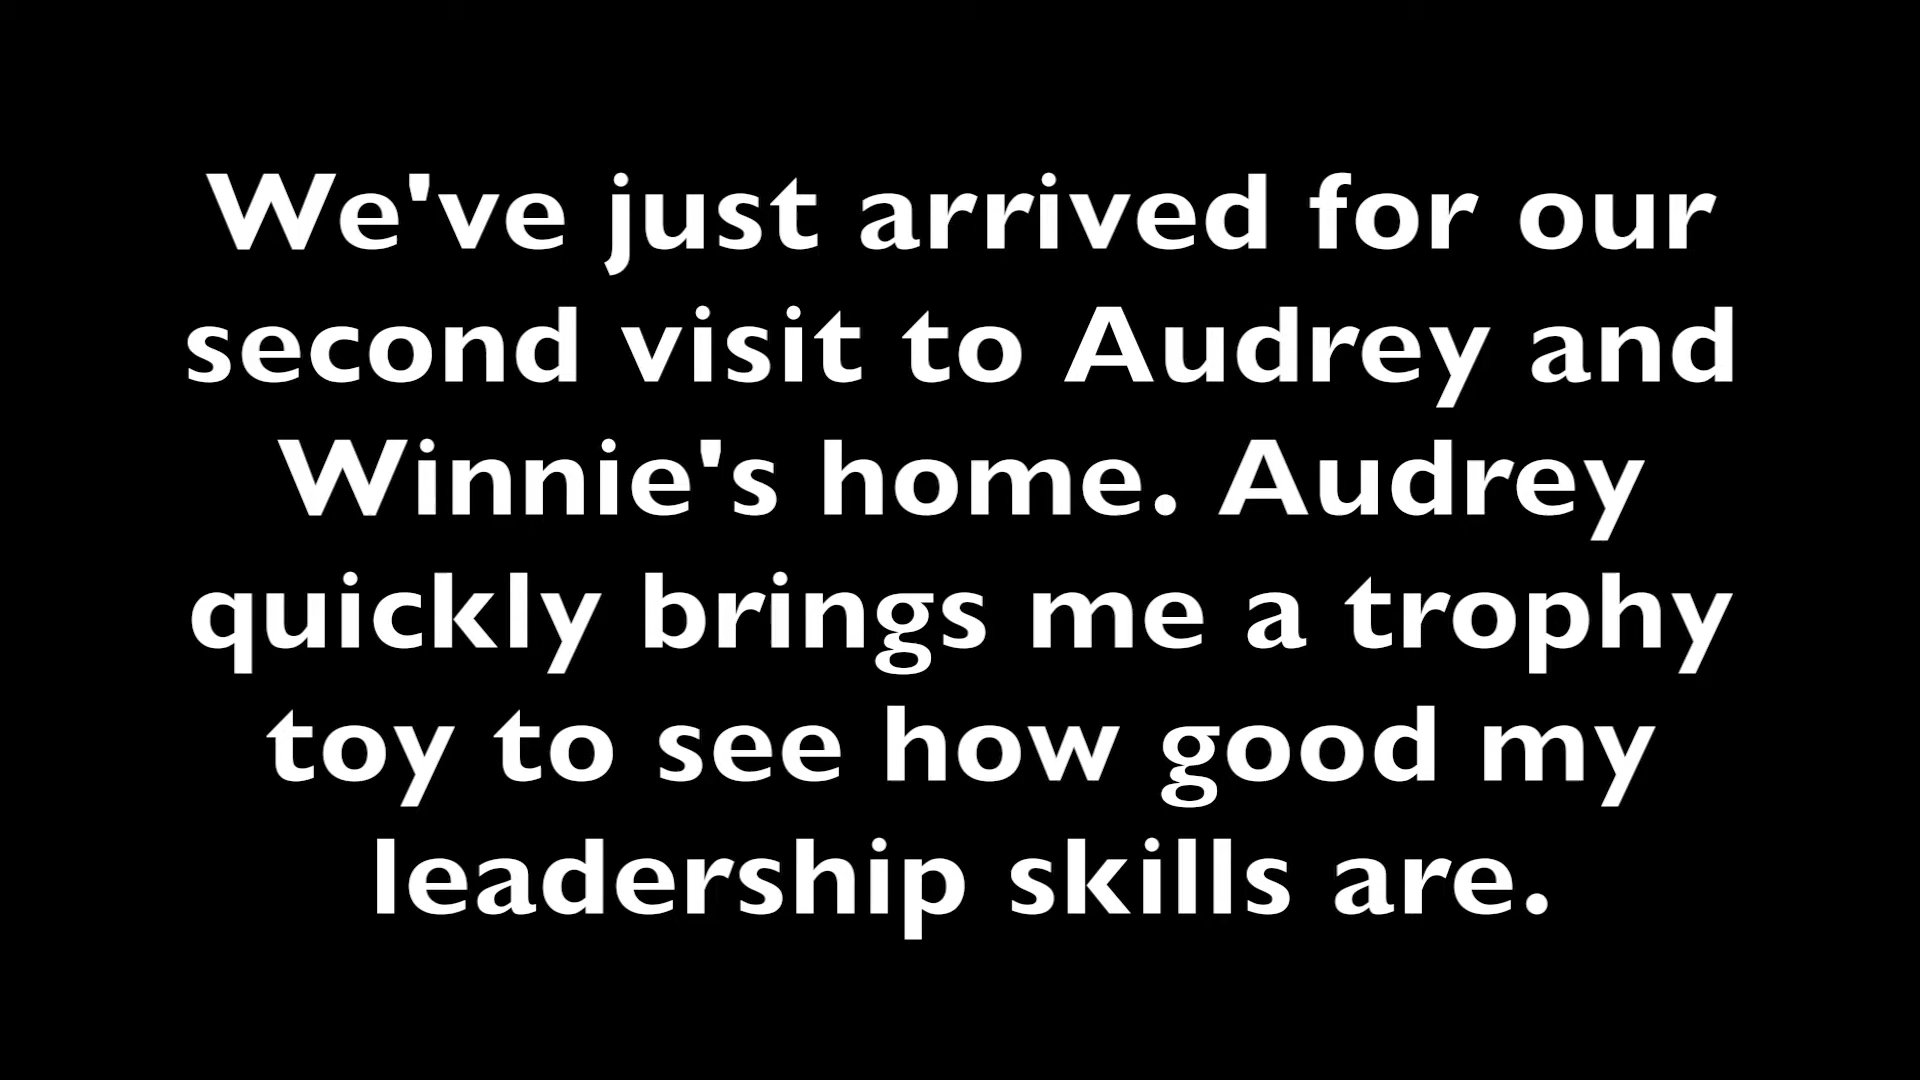 We've just arrived for our
second visit to Audrey and
Winnie's home. Audrey
quickly brings me a trophy
toy to see how good my
leadership skills are.